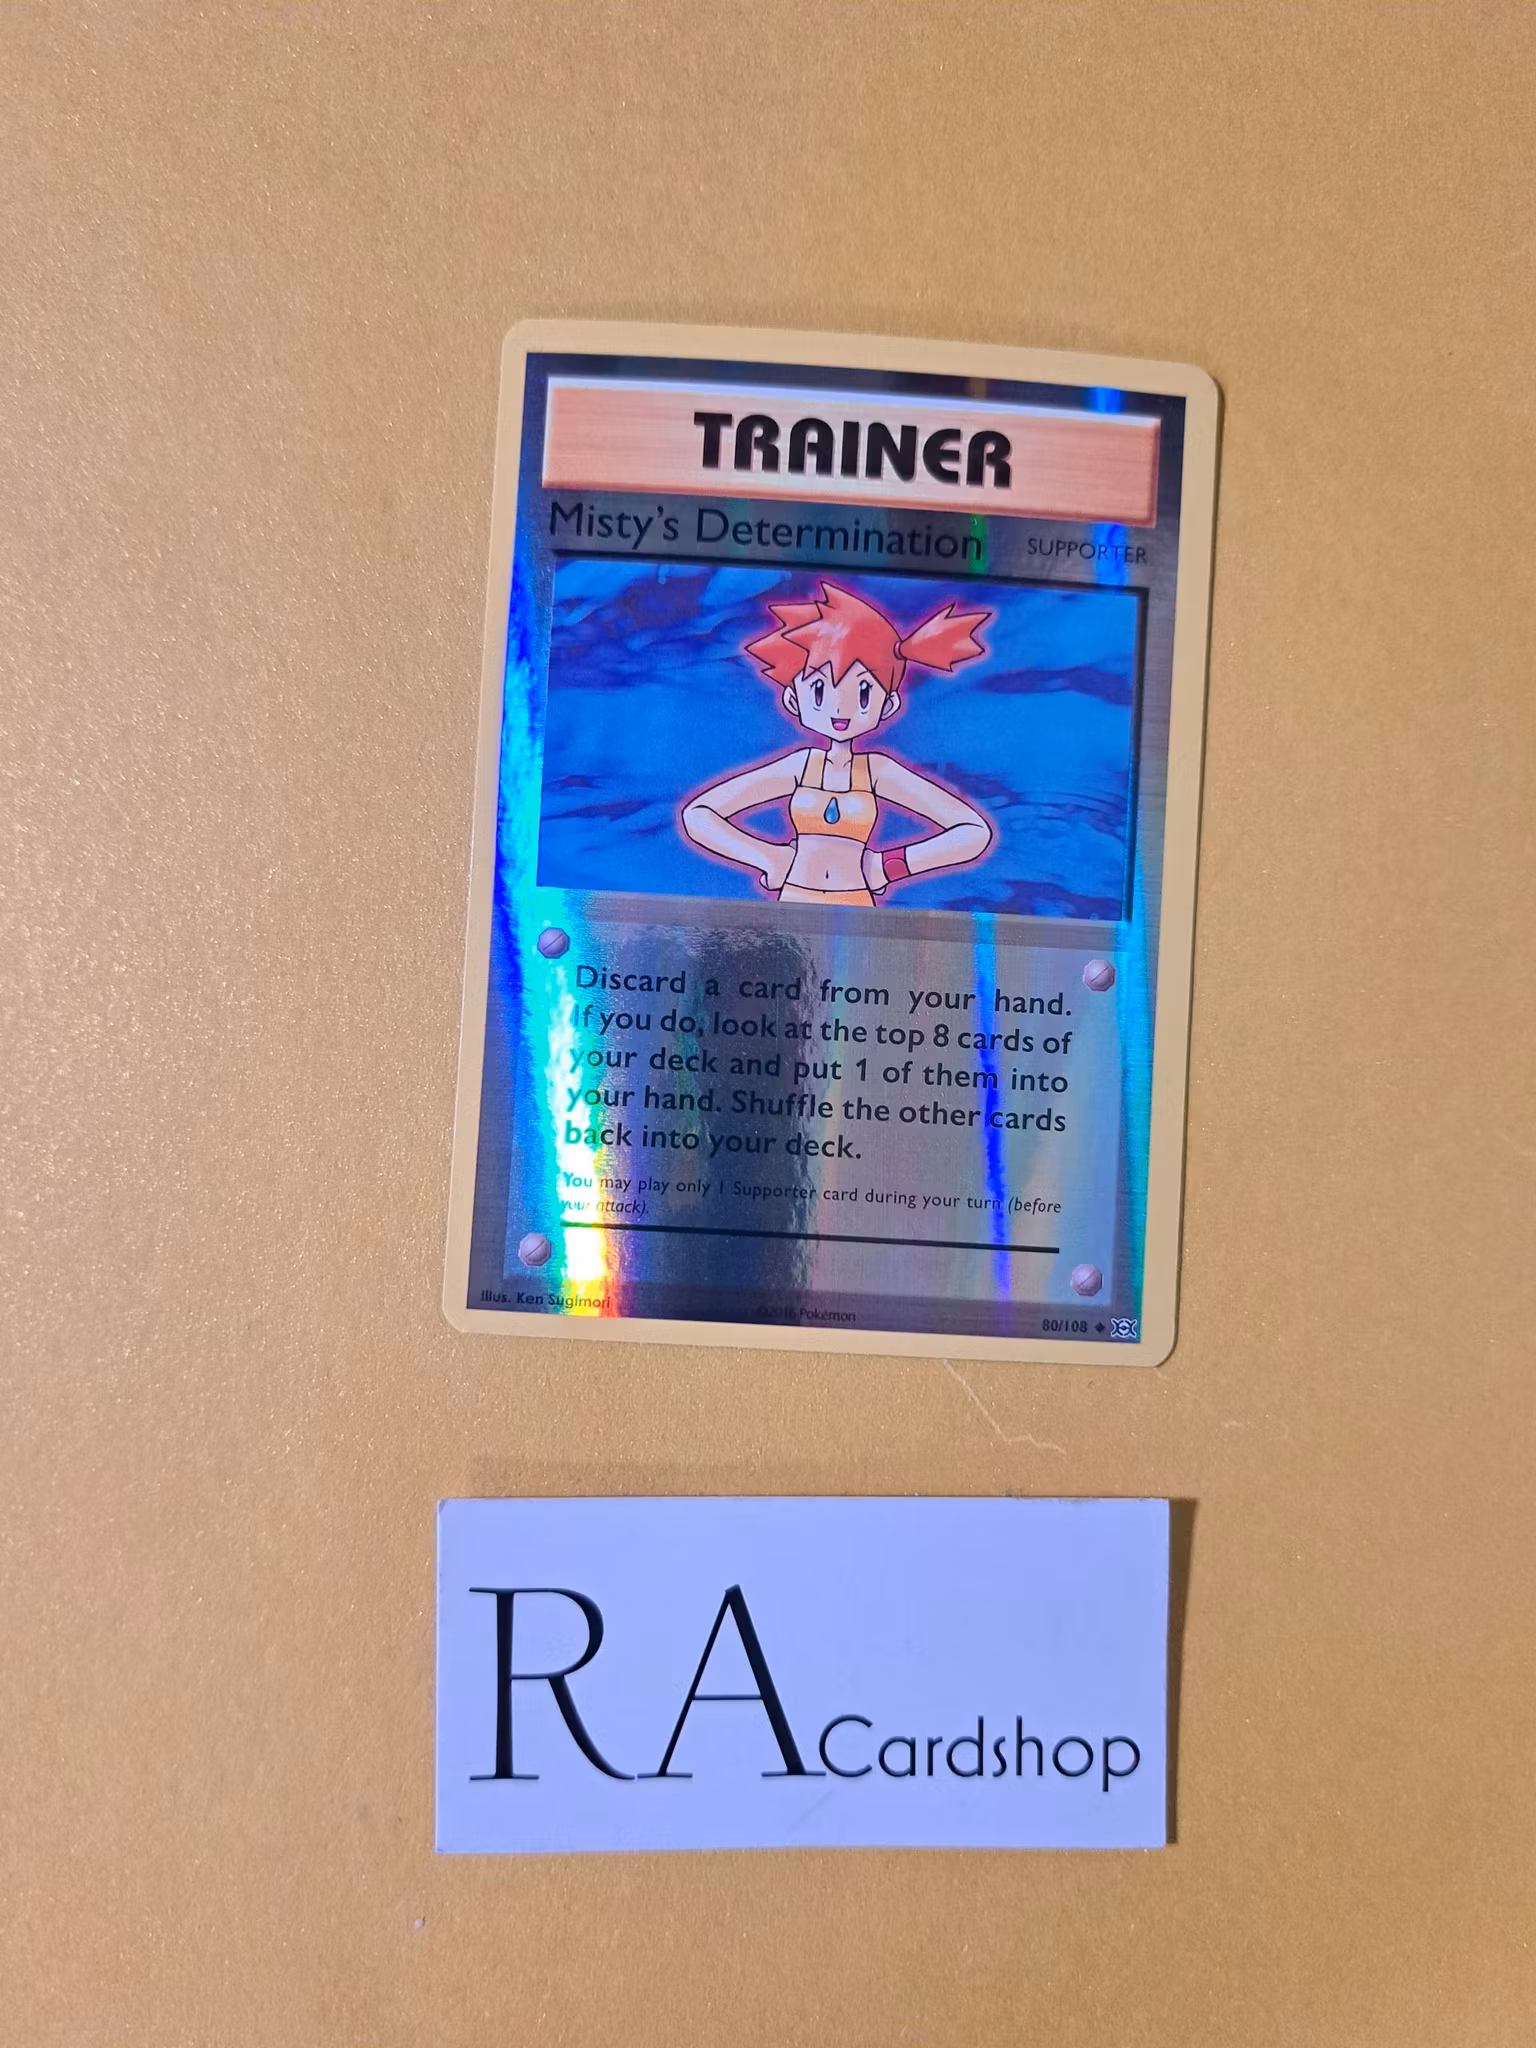 TRAINER
Misty's Determination SUPPORTER
Discard a card from your hand.
If you do, look at the top 8 cards of
your deck and put 1 of them into
your hand. Shuffle the other cards
back into your deck.
You may play only 1 Supporter card during your turn (before
your attack).
Illus. Ken Sugimori ©2016 Pokémon 80/108
RA Cardshop